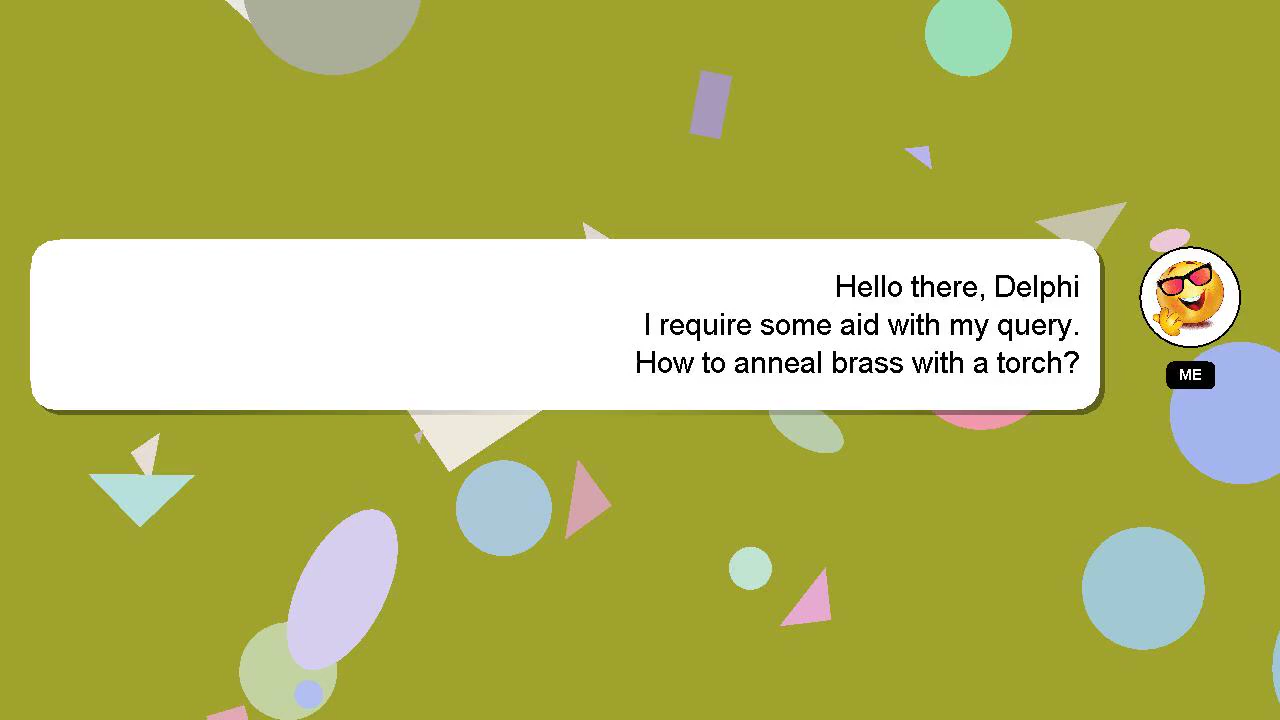 Hello there, Delphi
I require some aid with my query.
How to anneal brass with a torch?
ME